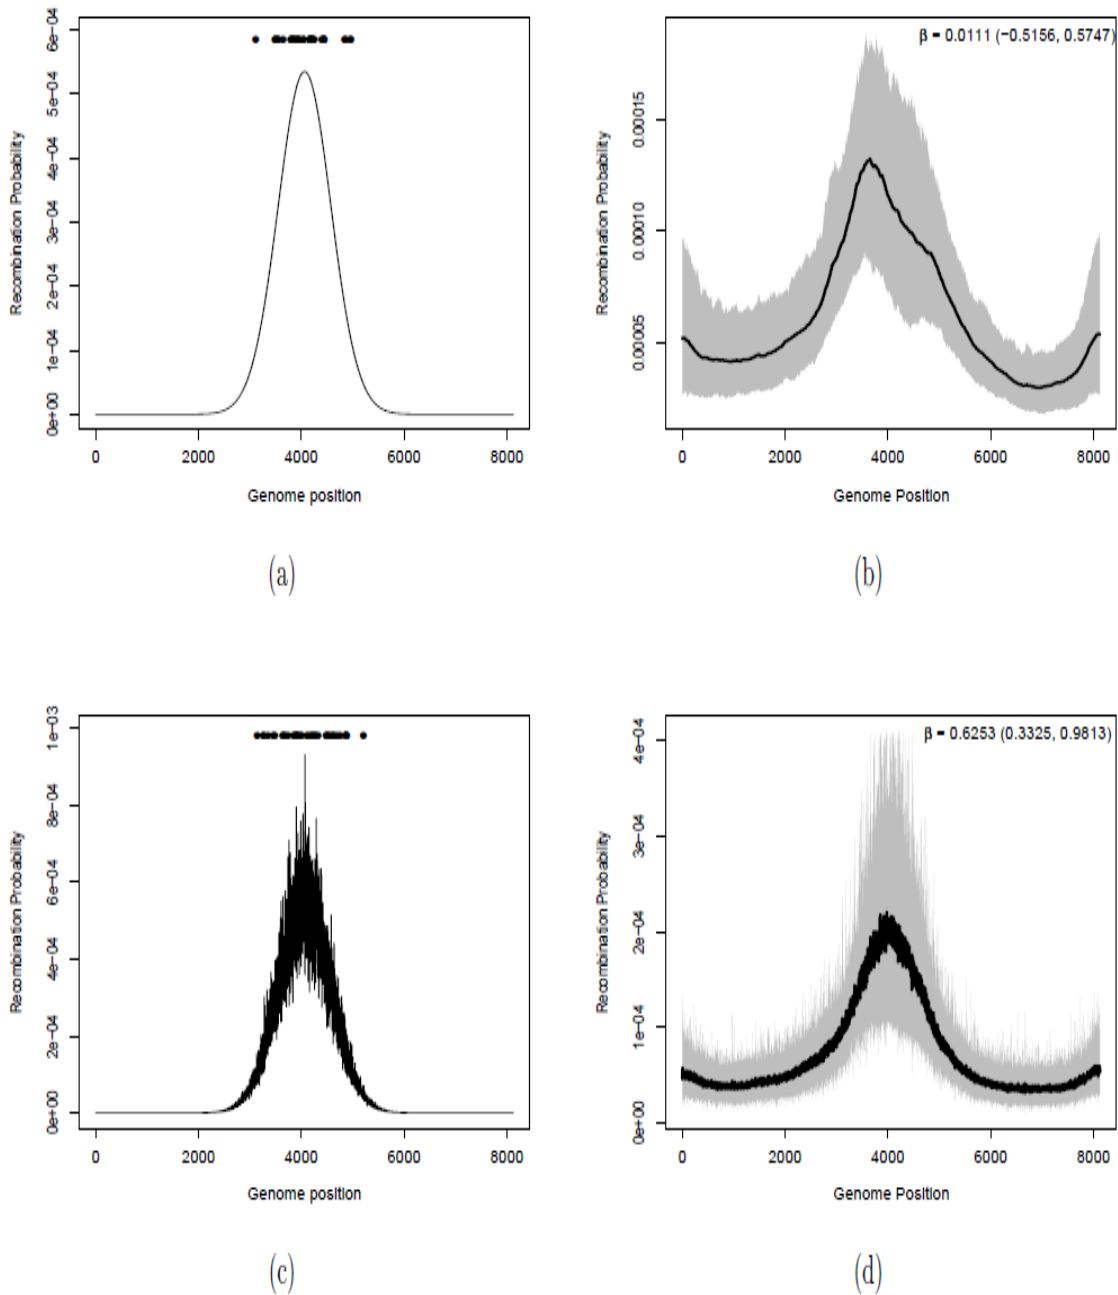 Recombination Probability
6e−04
5e−04
4e−04
3e−04
2e−04
1e−04
0e+00
0 2000 4000 6000 8000
Genome position
(a)
β = 0.0111 (−0.5156, 0.5747)
Recombination Probability
0.00015
0.00010
0.00005
0 2000 4000 6000 8000
Genome Position
(b)
Recombination Probability
1e−03
8e−04
6e−04
4e−04
2e−04
0e+00
0 2000 4000 6000 8000
Genome position
(c)
β = 0.6253 (0.3325, 0.9813)
Recombination Probability
4e−04
3e−04
2e−04
1e−04
0e+00
0 2000 4000 6000 8000
Genome Position
(d)